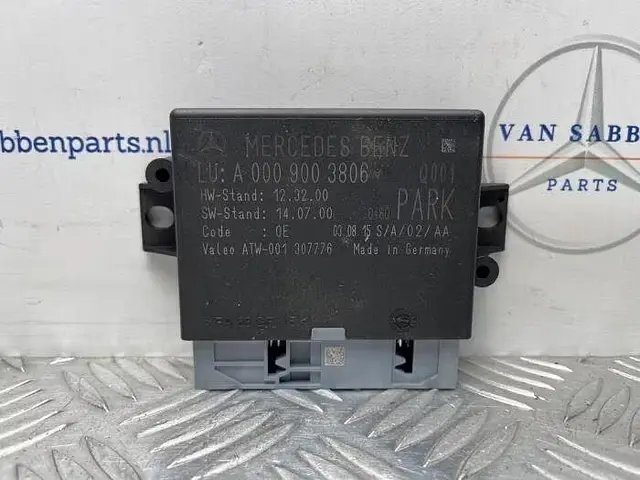 bbenparts.nl
VAN SABB
PARTS
MERCEDES BENZ
LU: A 000 900 3806 Q001
HW-Stand: 12.32.00
SW-Stand: 14.07.00 PARK
Code : 0E 03.08.15 S/A/02/AA
Valeo ATW-001 307776 Made in Germany